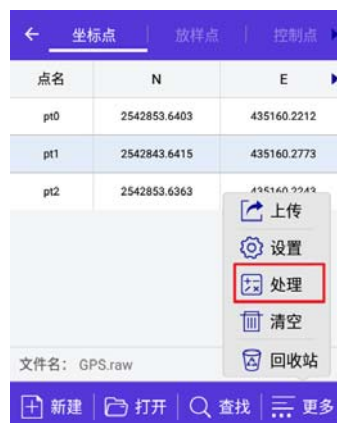 坐标点 放样点 控制点
点名 N E
pt0 2542853.6403 435160.2212
pt1 2542843.6415 435160.2773
pt2 2542853.6363 435160.2243
上传
设置
处理
清空
回收站
文件名: GPS.raw
新建 打开 查找 更多